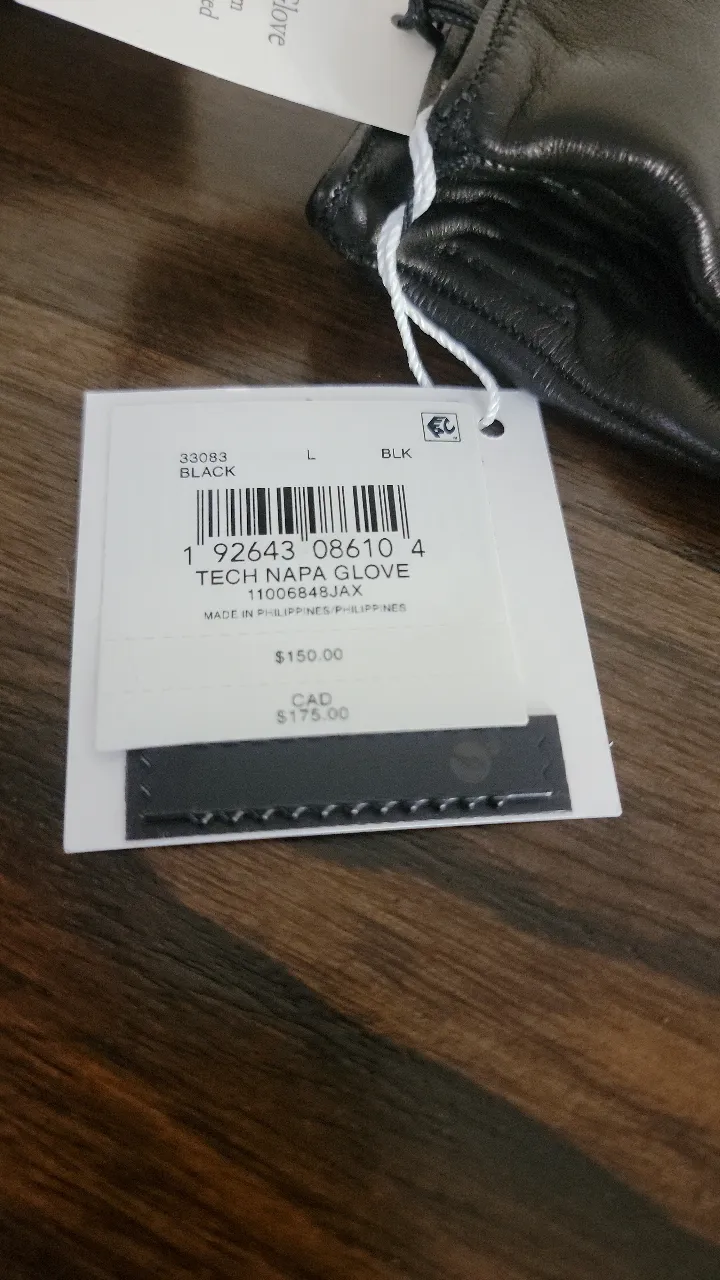 Glove
33083 L BLK
BLACK
1 92643 08610 4
TECH NAPA GLOVE
11006848JAX
MADE IN PHILIPPINES/PHILIPPINES
$150.00
CAD
$175.00